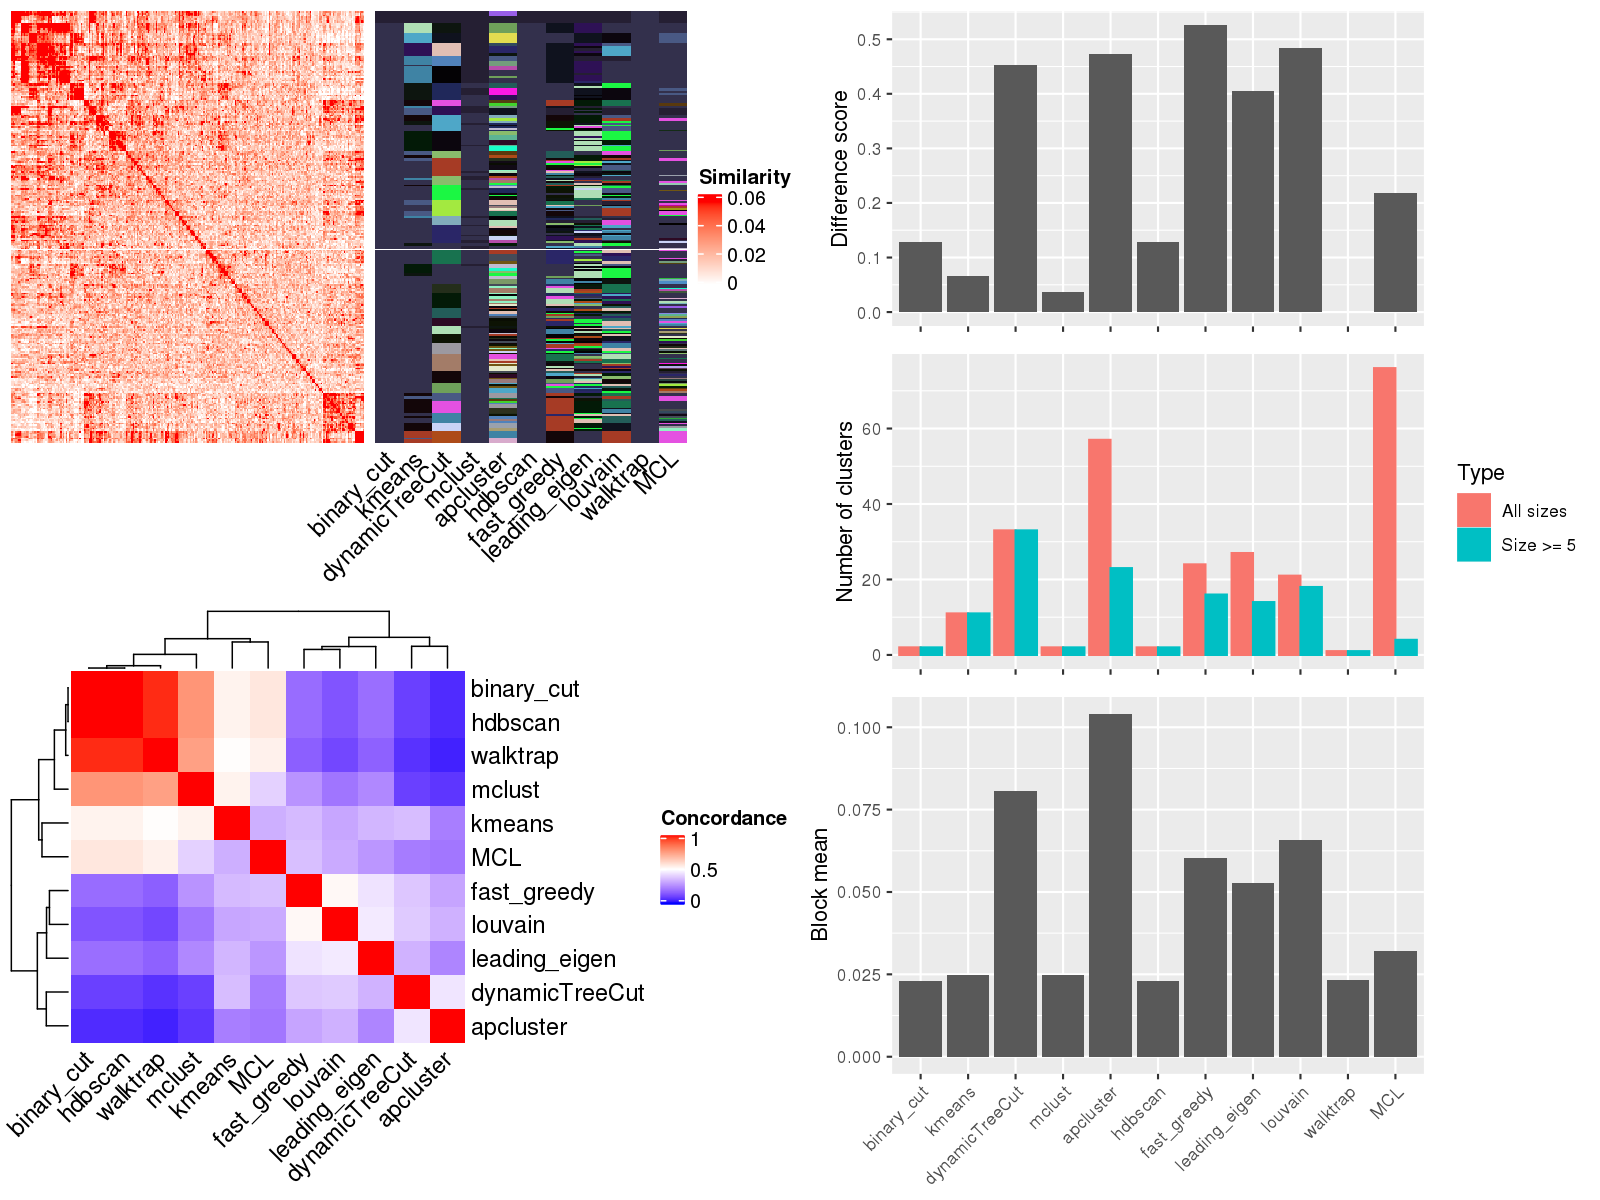 Similarity
0.06
0.04
0.02
0
binary_cut
kmeans
dynamicTreeCut
mclust
apcluster
hdbscan
fast_greedy
leading_eigen
louvain
walktrap
MCL
binary_cut
hdbscan
walktrap
mclust
kmeans
MCL
fast_greedy
louvain
leading_eigen
dynamicTreeCut
apcluster
binary_cut
hdbscan
walktrap
mclust
kmeans
MCL
fast_greedy
louvain
leading_eigen
dynamicTreeCut
apcluster
Concordance
1
0.5
0
Difference score
0.5
0.4
0.3
0.2
0.1
0.0
Number of clusters
60
40
20
0
Type
All sizes
Size >= 5
Block mean
0.100
0.075
0.050
0.025
0.000
binary_cut
kmeans
dynamicTreeCut
mclust
apcluster
hdbscan
fast_greedy
leading_eigen
louvain
walktrap
MCL